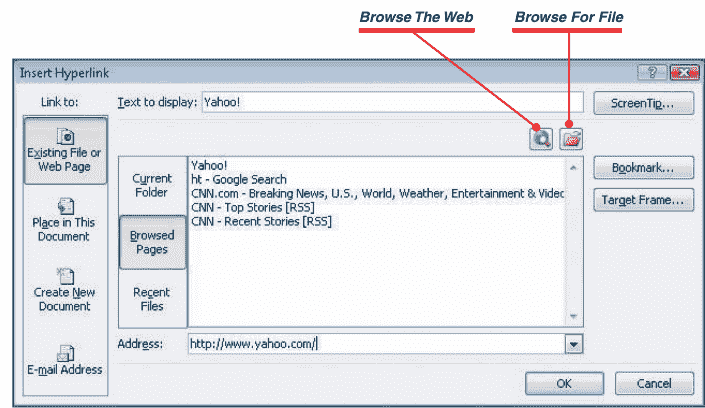 Browse The Web Browse For File
Insert Hyperlink
Link to: Text to display: Yahoo! ScreenTip...
Existing File or
Web Page
Current
Folder
Yahoo!
ht - Google Search
CNN.com - Breaking News, U.S., World, Weather, Entertainment & Video
CNN - Top Stories [RSS]
CNN - Recent Stories [RSS]
Bookmark...
Target Frame...
Place in This
Document
Browsed
Pages
Create New
Document
Recent
Files
E-mail Address
Address: http://www.yahoo.com/
OK Cancel